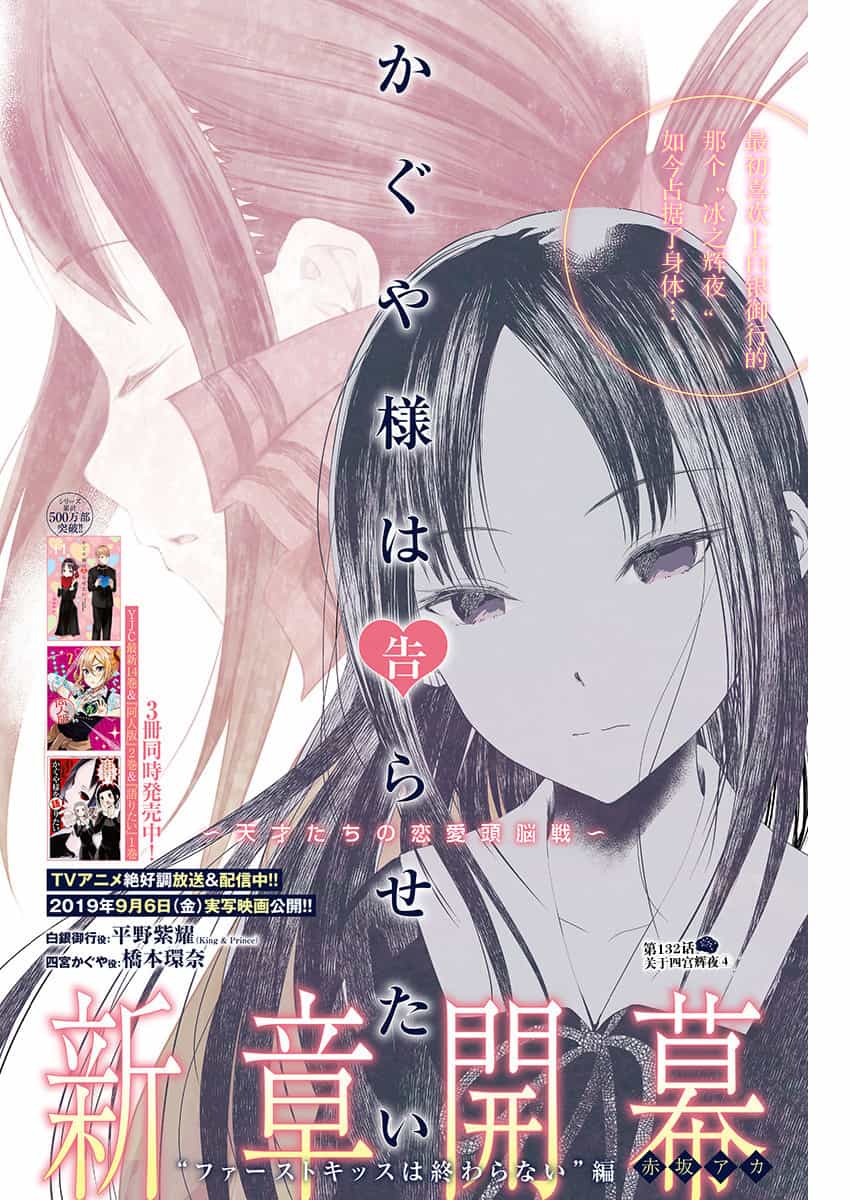 かぐや様は告らせたい
～天才たちの恋愛頭脳戦～
最初喜欢上白银御行的
那个"冰之辉夜"
如今占据了身体…
シリーズ
累計
500万部
突破!!
3冊同時発売中！
YJC最新14巻&『同人版』2巻&『語りたい』1巻
TVアニメ絶好調放送&配信中!!
2019年9月6日(金)実写映画公開!!
白銀御行役:平野紫耀(King & Prince)
四宮かぐや役:橋本環奈
第132话
关于四宫辉夜4
新章開幕
"ファーストキッスは終わらない"編
赤坂アカ